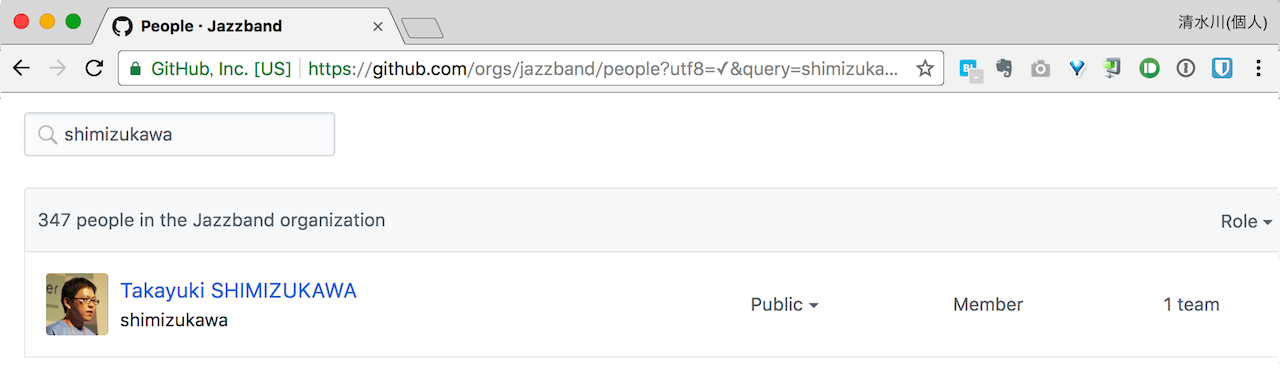 People · Jazzband
清水川(個人)
GitHub, Inc. [US] https://github.com/orgs/jazzband/people?utf8=✓&query=shimizuka...
shimizukawa
347 people in the Jazzband organization
Role
Takayuki SHIMIZUKAWA
shimizukawa
Public
Member
1 team